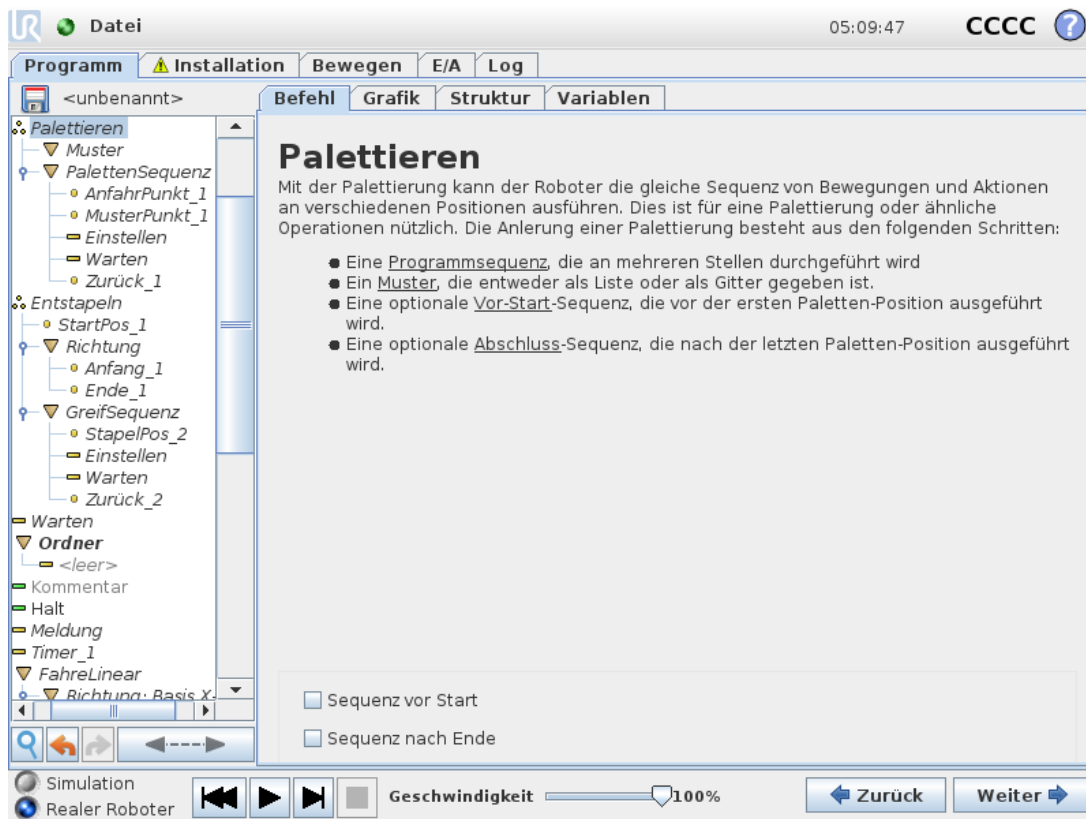 UR Datei 05:09:47 CCCC ?
Programm Installation Bewegen E/A Log
<unbenannt>
Befehl Grafik Struktur Variablen
Palettieren
Muster
PalettenSequenz
AnfahrPunkt_1
MusterPunkt_1
Einstellen
Warten
Zurück_1
Entstapeln
StartPos_1
Richtung
Anfang_1
Ende_1
GreifSequenz
StapelPos_2
Einstellen
Warten
Zurück_2
Warten
Ordner
<leer>
Kommentar
Halt
Meldung
Timer_1
FahreLinear
Richtung: Basis X-
Palettieren
Mit der Palettierung kann der Roboter die gleiche Sequenz von Bewegungen und Aktionen
an verschiedenen Positionen ausführen. Dies ist für eine Palettierung oder ähnliche
Operationen nützlich. Die Anlerung einer Palettierung besteht aus den folgenden Schritten:
Eine Programmsequenz, die an mehreren Stellen durchgeführt wird
Ein Muster, die entweder als Liste oder als Gitter gegeben ist.
Eine optionale Vor-Start-Sequenz, die vor der ersten Paletten-Position ausgeführt
wird.
Eine optionale Abschluss-Sequenz, die nach der letzten Paletten-Position ausgeführt
wird.
Sequenz vor Start
Sequenz nach Ende
Simulation
Realer Roboter
Geschwindigkeit 100%
Zurück Weiter